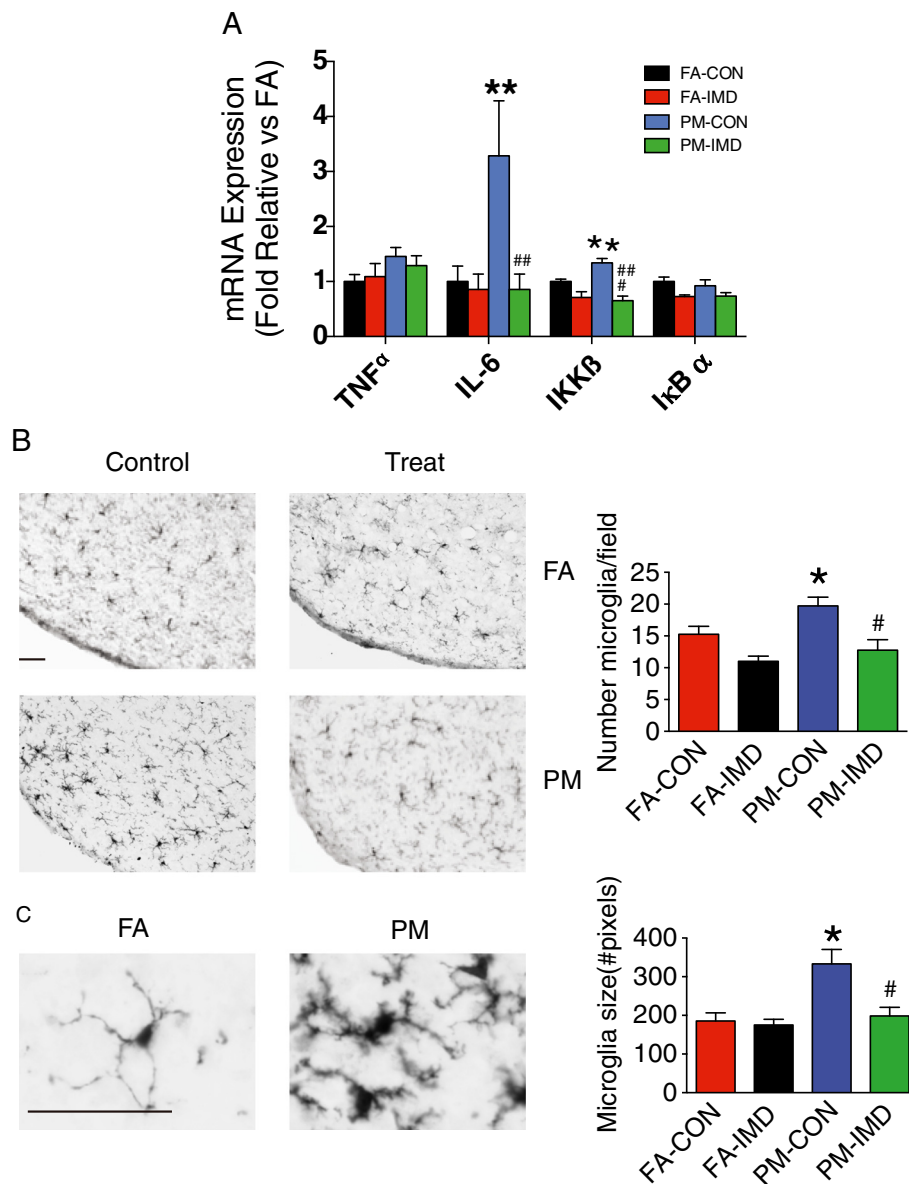 A
mRNA Expression
(Fold Relative vs FA)
5
4
3
2
1
0
**
##
**
##
#
FA-CON
FA-IMD
PM-CON
PM-IMD
TNFα
IL-6
IKKß
IκB α
B
Control
Treat
FA
PM
Number microglia/field
25
20
15
10
5
0
*
#
FA-CON
FA-IMD
PM-CON
PM-IMD
C
FA
PM
Microglia size(#pixels)
400
300
200
100
0
*
#
FA-CON
FA-IMD
PM-CON
PM-IMD